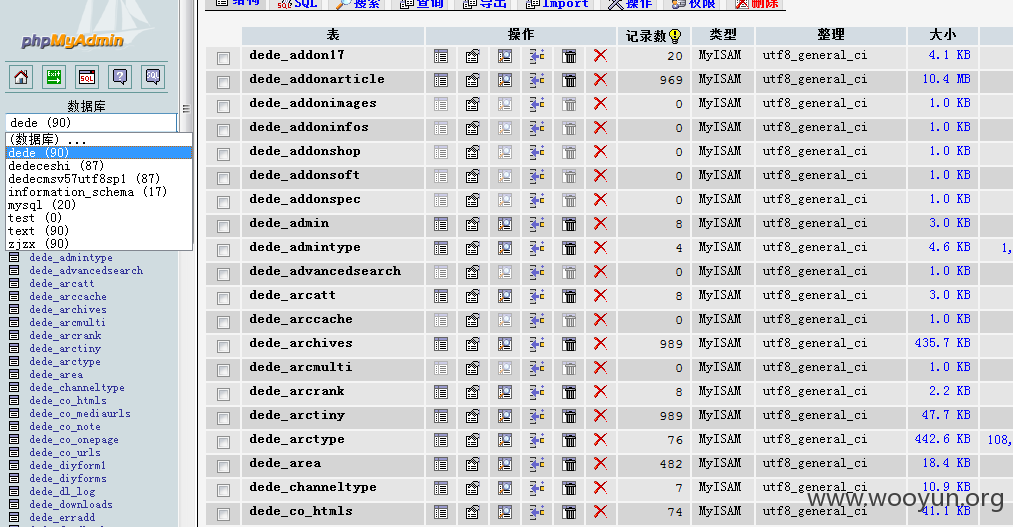 结构 SQL 搜索 查询 导出 Import 操作 权限 删除
phpMyAdmin
数据库
dede (90)
(数据库) ...
dede (90)
dedeceshi (87)
dedecmsv57utf8sp1 (87)
information_schema (17)
mysql (20)
test (0)
text (90)
zjzx (90)
dede_admintype
dede_advancedsearch
dede_arcatt
dede_arccache
dede_archives
dede_arcmulti
dede_arcrank
dede_arctiny
dede_arctype
dede_area
dede_channeltype
dede_co_htmls
dede_co_mediaurls
dede_co_note
dede_co_onepage
dede_co_urls
dede_diyform1
dede_diyforms
dede_dl_log
dede_downloads
dede_erradd
表 操作 记录数 类型 整理 大小
dede_addon17 20 MyISAM utf8_general_ci 4.1 KB
dede_addonarticle 969 MyISAM utf8_general_ci 10.4 MB
dede_addonimages 0 MyISAM utf8_general_ci 1.0 KB
dede_addoninfos 0 MyISAM utf8_general_ci 1.0 KB
dede_addonshop 0 MyISAM utf8_general_ci 1.0 KB
dede_addonsoft 0 MyISAM utf8_general_ci 1.0 KB
dede_addonspec 0 MyISAM utf8_general_ci 1.0 KB
dede_admin 8 MyISAM utf8_general_ci 3.0 KB
dede_admintype 4 MyISAM utf8_general_ci 4.6 KB 1,
dede_advancedsearch 0 MyISAM utf8_general_ci 1.0 KB
dede_arcatt 8 MyISAM utf8_general_ci 3.0 KB
dede_arccache 0 MyISAM utf8_general_ci 1.0 KB
dede_archives 989 MyISAM utf8_general_ci 435.7 KB
dede_arcmulti 0 MyISAM utf8_general_ci 1.0 KB
dede_arcrank 8 MyISAM utf8_general_ci 2.2 KB
dede_arctiny 989 MyISAM utf8_general_ci 47.7 KB
dede_arctype 76 MyISAM utf8_general_ci 442.6 KB 108,
dede_area 482 MyISAM utf8_general_ci 18.4 KB
dede_channeltype 7 MyISAM utf8_general_ci 10.9 KB
dede_co_htmls 74 MyISAM utf8_general_ci 41.1 KB
www.wooyun.org